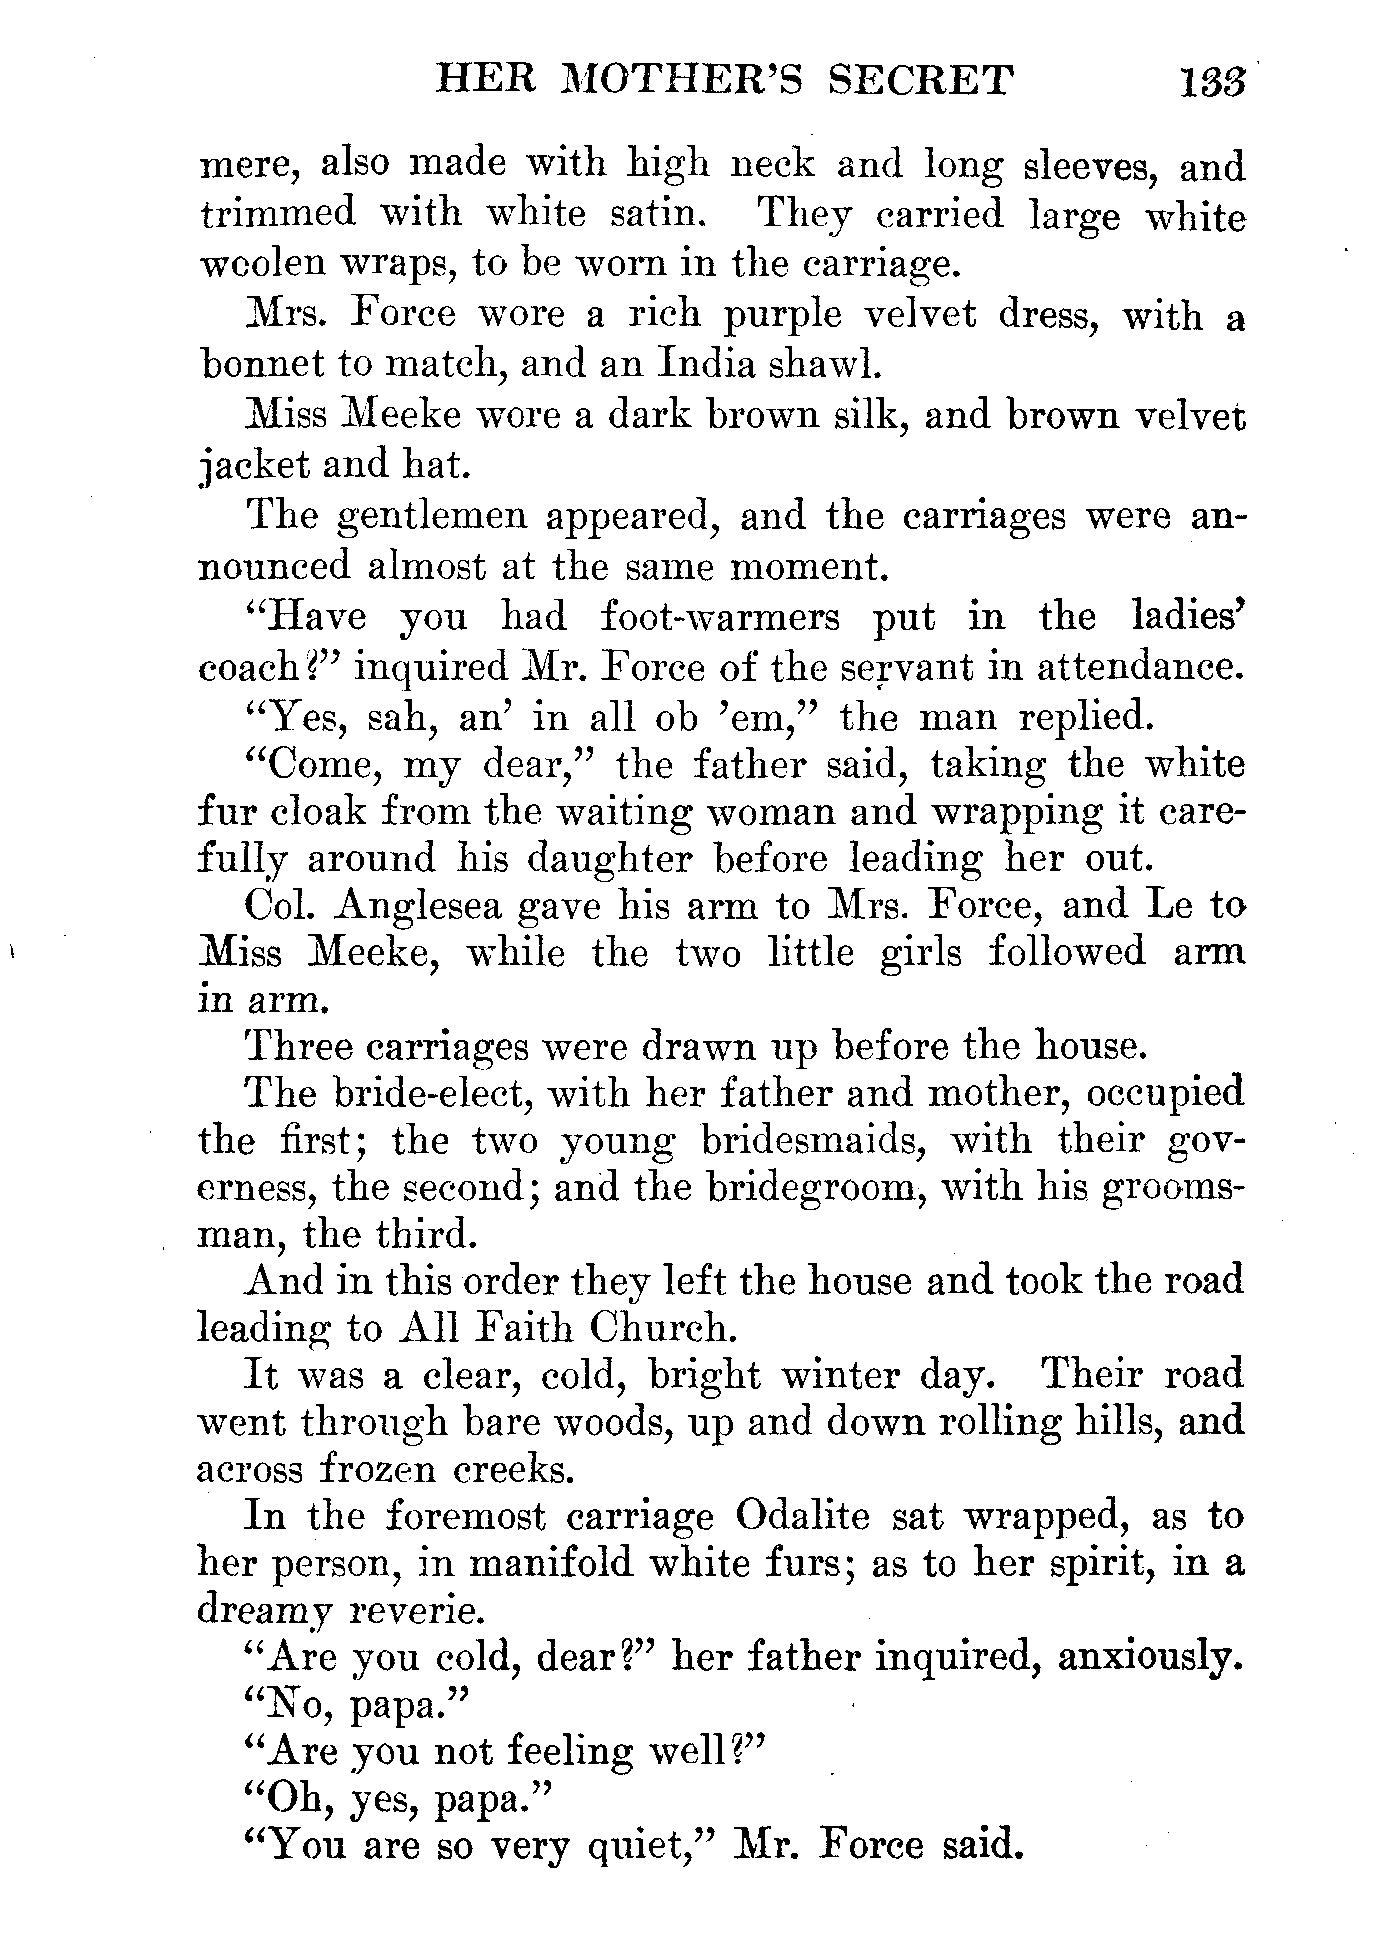 HER MOTHER'S SECRET 133
mere, also made with high neck and long sleeves, and
trimmed with white satin. They carried large white
woolen wraps, to be worn in the carriage.
Mrs. Force wore a rich purple velvet dress, with a
bonnet to match, and an India shawl.
Miss Meeke wore a dark brown silk, and brown velvet
jacket and hat.
The gentlemen appeared, and the carriages were an-
nounced almost at the same moment.
"Have you had foot-warmers put in the ladies'
coach?" inquired Mr. Force of the servant in attendance.
"Yes, sah, an' in all ob 'em," the man replied.
"Come, my dear," the father said, taking the white
fur cloak from the waiting woman and wrapping it care-
fully around his daughter before leading her out.
Col. Anglesea gave his arm to Mrs. Force, and Le to
Miss Meeke, while the two little girls followed arm
in arm.
Three carriages were drawn up before the house.
The bride-elect, with her father and mother, occupied
the first; the two young bridesmaids, with their gov-
erness, the second; and the bridegroom, with his grooms-
man, the third.
And in this order they left the house and took the road
leading to All Faith Church.
It was a clear, cold, bright winter day. Their road
went through bare woods, up and down rolling hills, and
across frozen creeks.
In the foremost carriage Odalite sat wrapped, as to
her person, in manifold white furs; as to her spirit, in a
dreamy reverie.
"Are you cold, dear?" her father inquired, anxiously.
"No, papa."
"Are you not feeling well?"
"Oh, yes, papa."
"You are so very quiet," Mr. Force said.